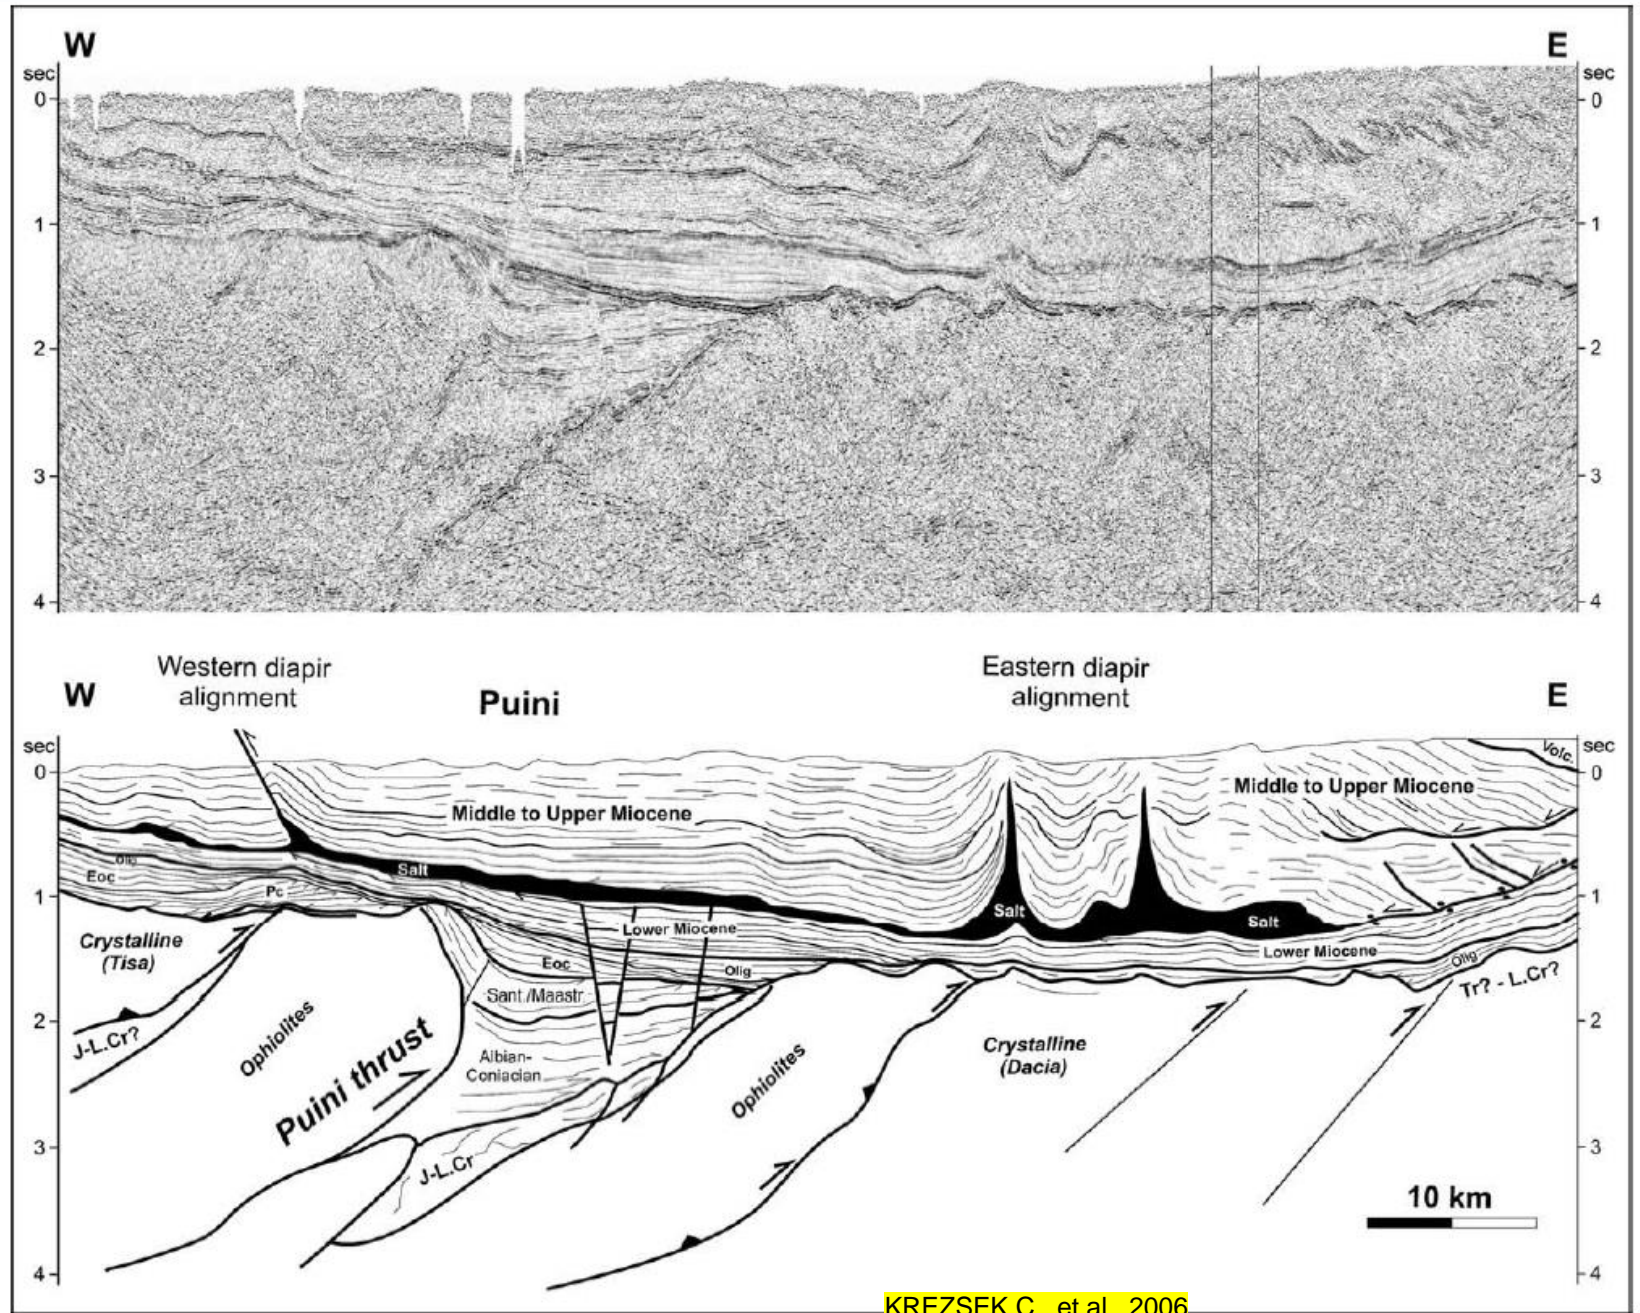 W
E
sec
sec
0
0
1
1
2
2
3
3
4
4
Western diapir
alignment
Puini
Eastern diapir
alignment
W
E
sec
sec
0
0
Volc.
Middle to Upper Miocene
Middle to Upper Miocene
Olig
Eoc
Salt
Pc
1
1
Salt
Salt
Lower Miocene
Lower Miocene
Crystalline
(Tisa)
Eoc
Olig
Olig
Tr? - L.Cr?
Sant./Maastr.
2
2
J-L.Cr?
Ophiolites
Puini thrust
Albian-
Coniacian
Ophiolites
Crystalline
(Dacia)
3
3
J-L.Cr
10 km
4
4
KREZSEK C., et al., 2006